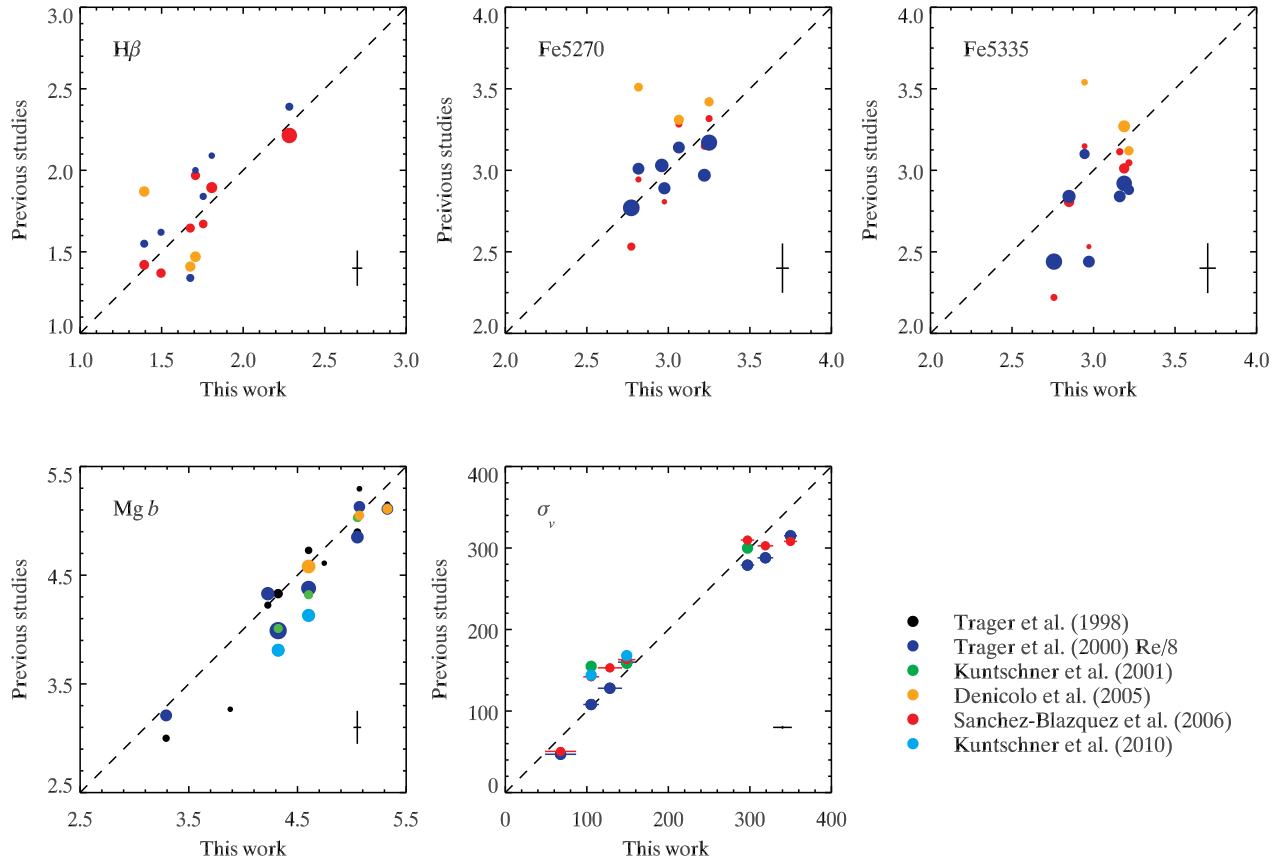 3.0
2.5
2.0
1.5
1.0
Previous studies
Hβ
1.0 1.5 2.0 2.5 3.0
This work
4.0
3.5
3.0
2.5
2.0
Preivious studies
Fe5270
2.0 2.5 3.0 3.5 4.0
This work
4.0
3.5
3.0
2.5
2.0
Previous studies
Fe5335
2.0 2.5 3.0 3.5 4.0
This work
5.5
4.5
3.5
2.5
Previous studies
Mg b
2.5 3.5 4.5 5.5
This work
400
300
200
100
0
Previous studies
σv
0 100 200 300 400
This work
Trager et al. (1998)
Trager et al. (2000) Re/8
Kuntschner et al. (2001)
Denicolo et al. (2005)
Sanchez-Blazquez et al. (2006)
Kuntschner et al. (2010)